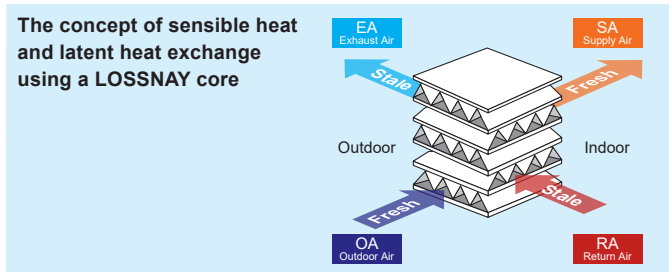 The concept of sensible heat
and latent heat exchange
using a LOSSNAY core
EA
Exhaust Air
SA
Supply Air
Stale
Fresh
Outdoor
Indoor
Fresh
Stale
OA
Outdoor Air
RA
Return Air